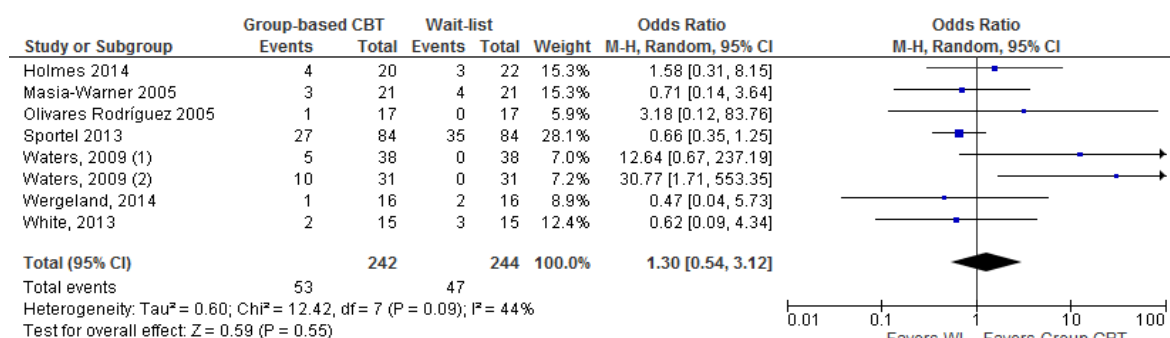 Group-based CBT Wait-list Odds Ratio Odds Ratio
Study or Subgroup Events Total Events Total Weight M-H, Random, 95% CI M-H, Random, 95% CI
Holmes 2014 4 20 3 22 15.3% 1.58 [0.31, 8.15]
Masia-Warner 2005 3 21 4 21 15.3% 0.71 [0.14, 3.64]
Olivares Rodríguez 2005 1 17 0 17 5.9% 3.18 [0.12, 83.76]
Sportel 2013 27 84 35 84 28.1% 0.66 [0.35, 1.25]
Waters, 2009 (1) 5 38 0 38 7.0% 12.64 [0.67, 237.19]
Waters, 2009 (2) 10 31 0 31 7.2% 30.77 [1.71, 553.35]
Wergeland, 2014 1 16 2 16 8.9% 0.47 [0.04, 5.73]
White, 2013 2 15 3 15 12.4% 0.62 [0.09, 4.34]
Total (95% CI) 242 244 100.0% 1.30 [0.54, 3.12]
Total events 53 47
Heterogeneity: Tau² = 0.60; Chi² = 12.42, df = 7 (P = 0.09); I² = 44%
Test for overall effect: Z = 0.59 (P = 0.55)
0.01 0.1 1 10 100
Favors WL Favors Group CBT